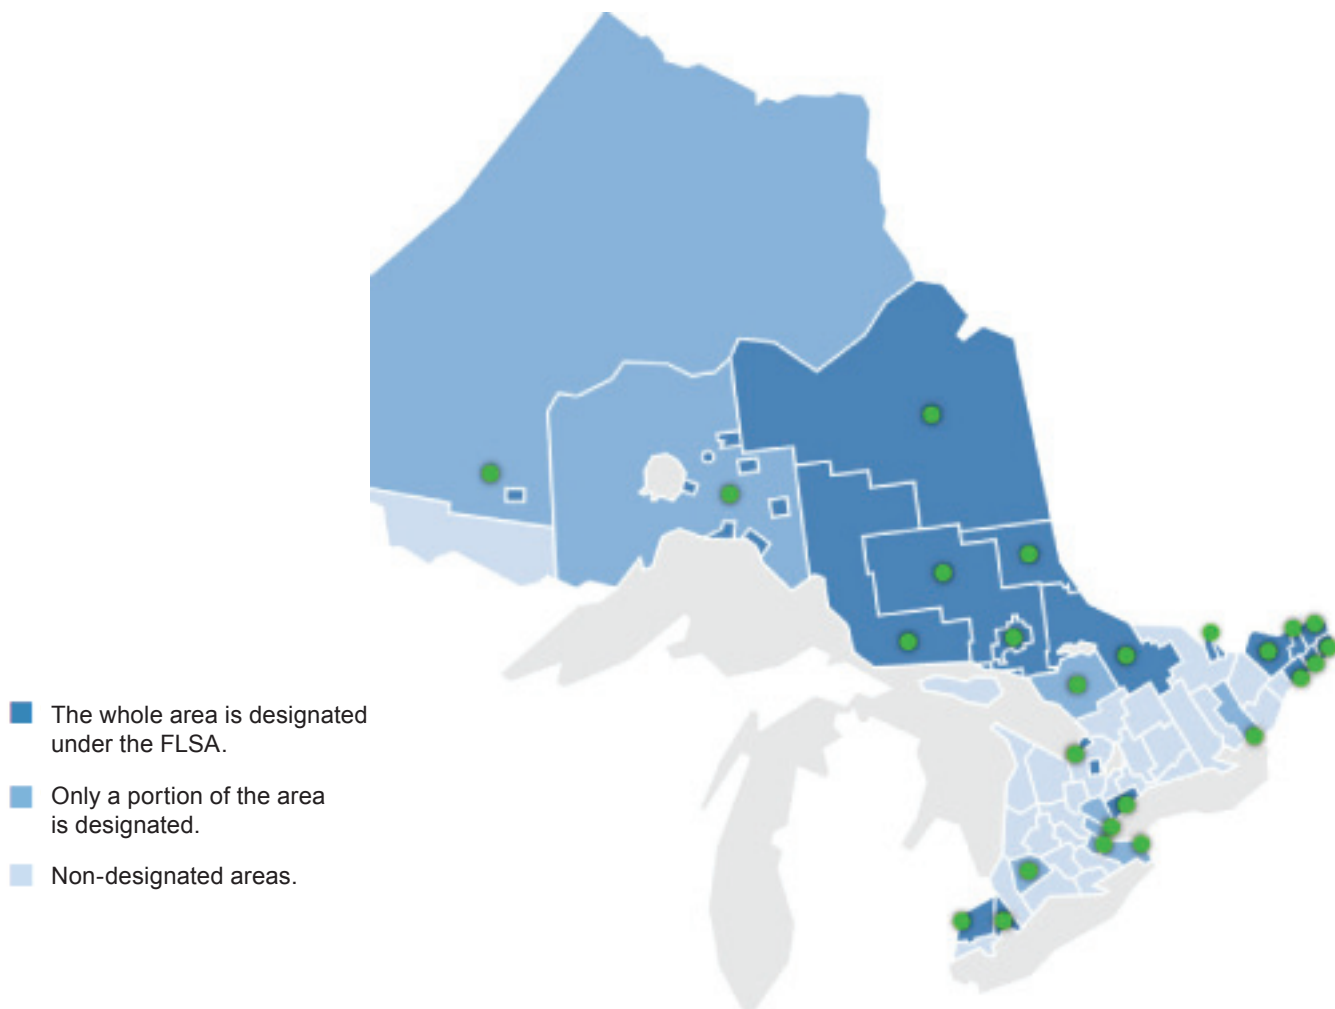 The whole area is designated
under the FLSA.
Only a portion of the area
is designated.
Non-designated areas.